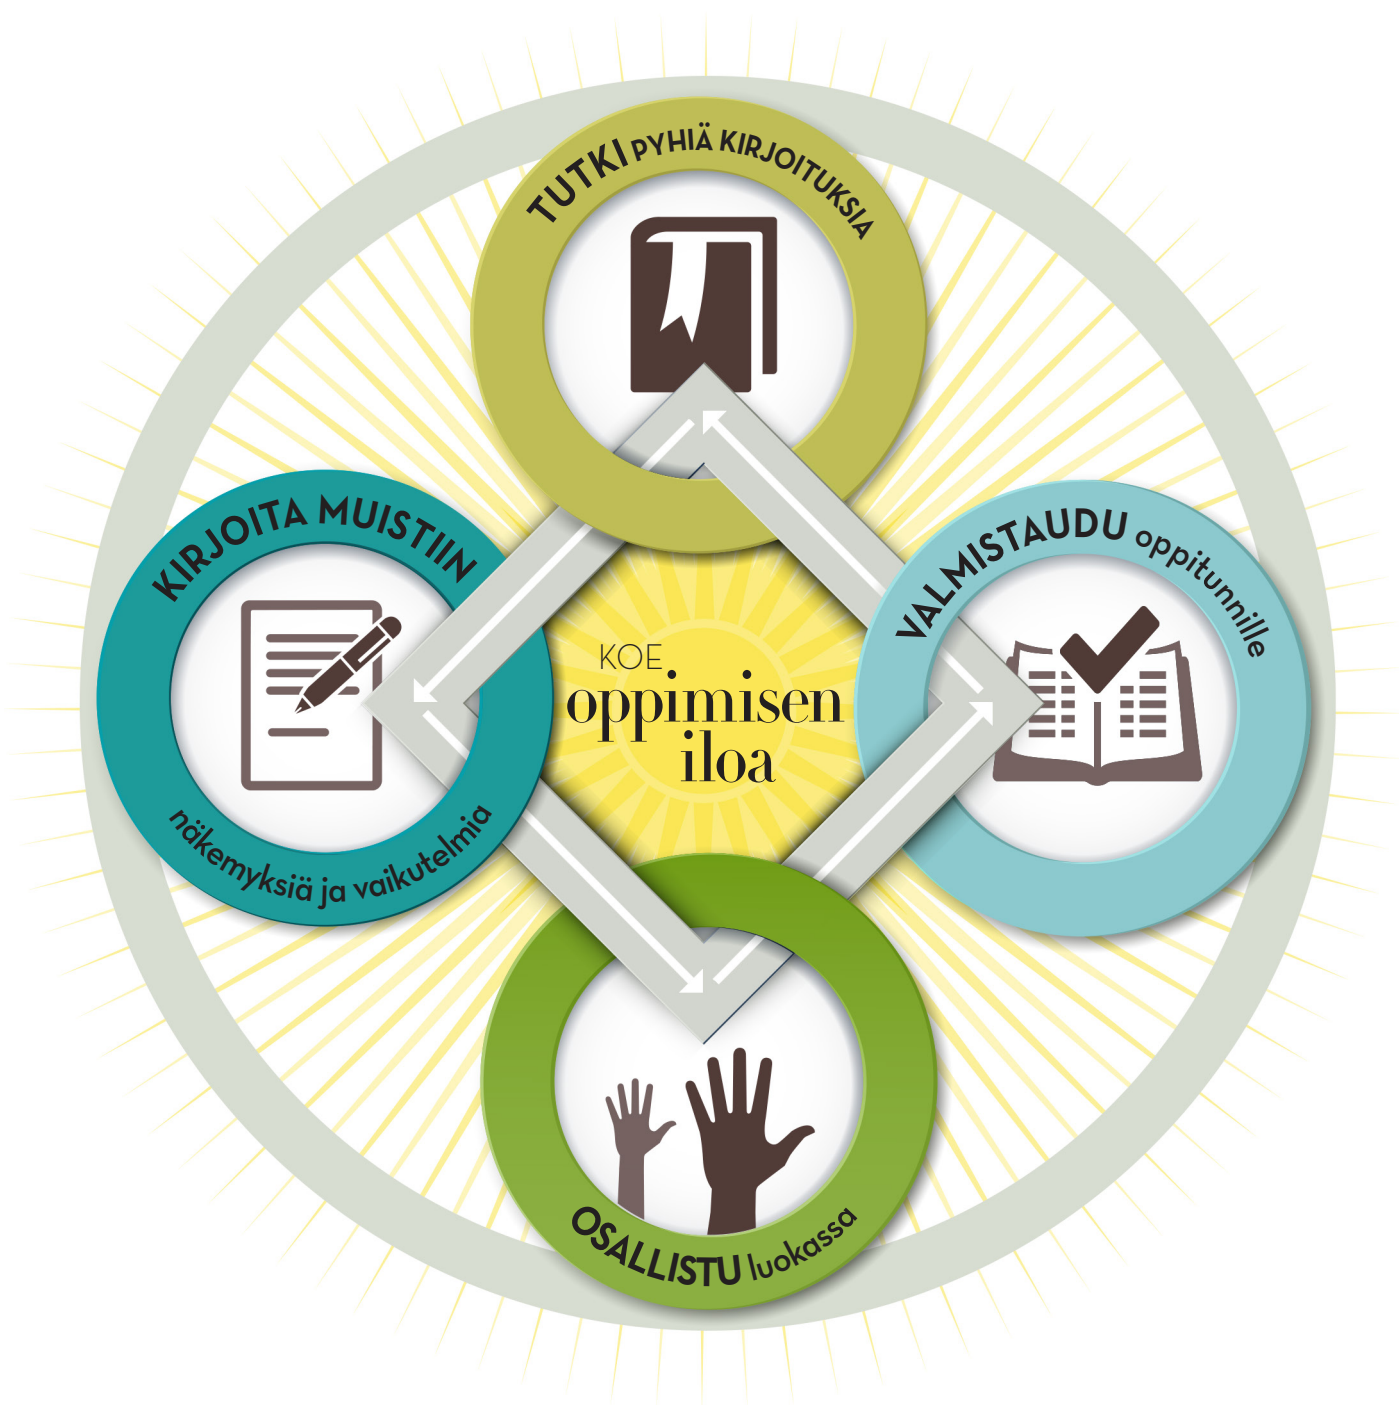 TUTKI PYHIÄ KIRJOITUKSIA
KIRJOITA MUISTIIN
näkemyksiä ja vaikutelmia
VALMISTAUDU oppitunnille
KOE
oppimisen
iloa
OSALLISTU luokassa